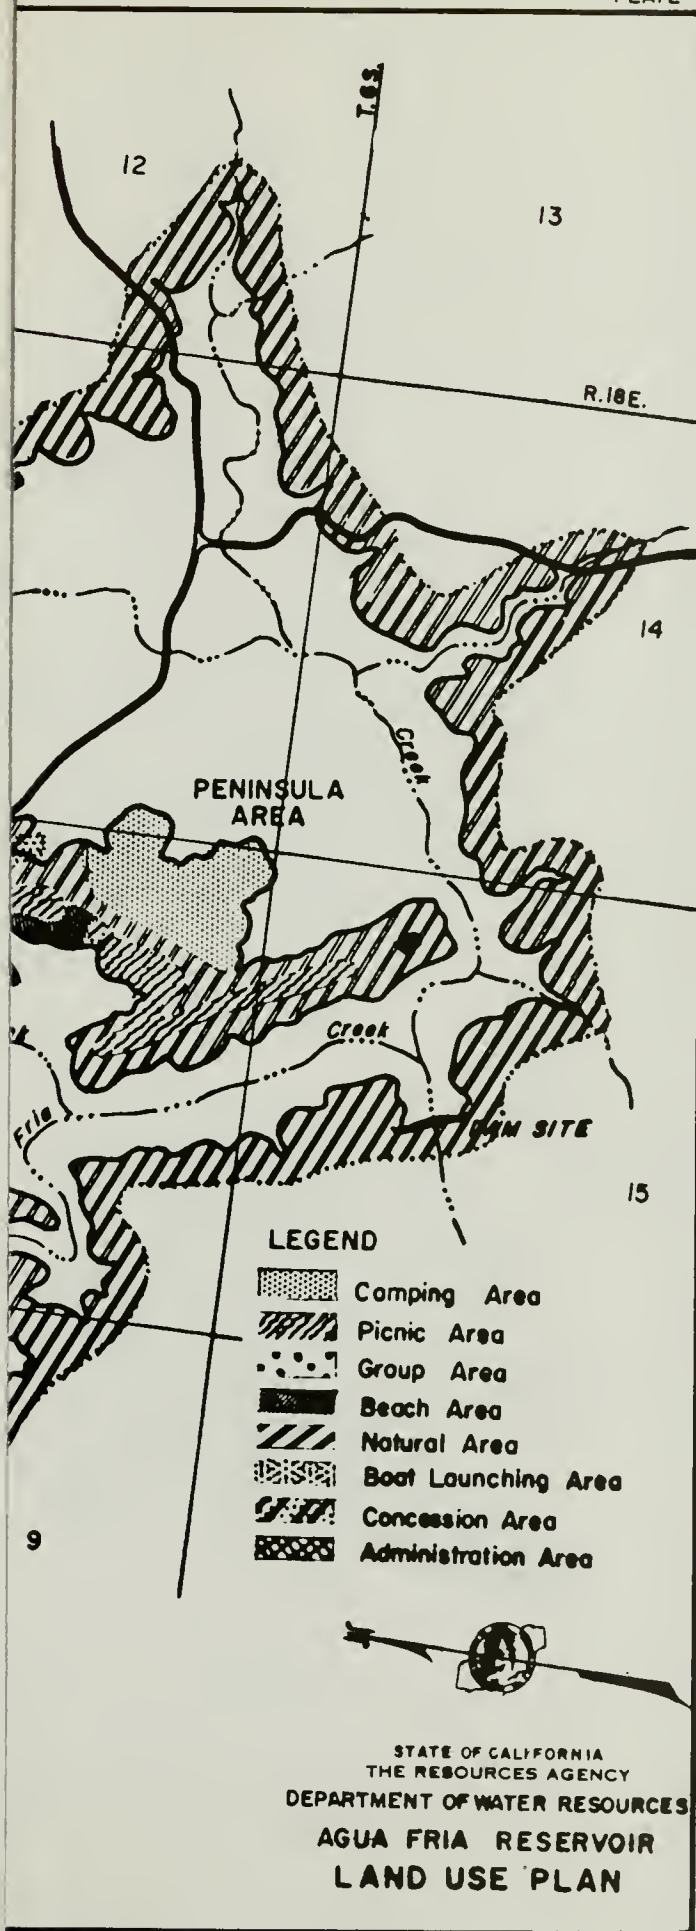 T.6S.
12
13
R.18E.
14
Creek
PENINSULA
AREA
Creek
Fria
DAM SITE
15
LEGEND
Camping Area
Picnic Area
Group Area
Beach Area
Natural Area
Boat Launching Area
Concession Area
Administration Area
9
N
STATE OF CALIFORNIA
THE RESOURCES AGENCY
DEPARTMENT OF WATER RESOURCES
AGUA FRIA RESERVOIR
LAND USE PLAN